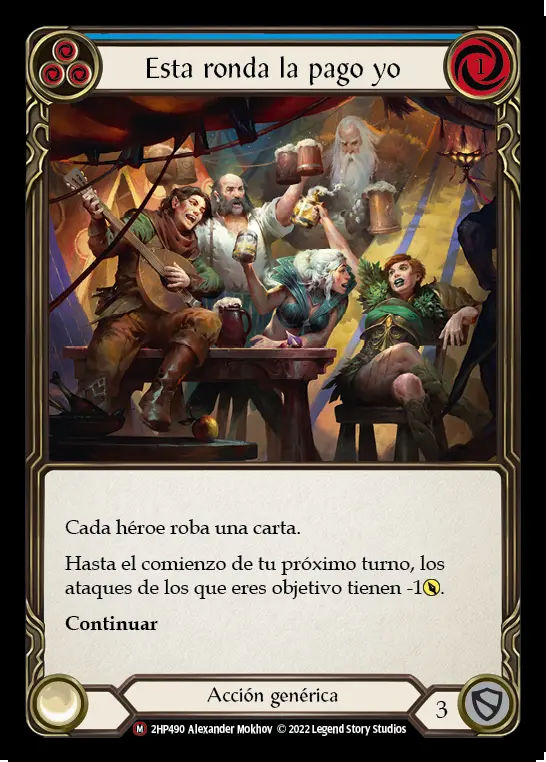 Esta ronda la pago yo
1
Cada héroe roba una carta.
Hasta el comienzo de tu próximo turno, los
ataques de los que eres objetivo tienen -1.
Continuar
Acción genérica
3
M 2HP490 Alexander Mokhov © 2022 Legend Story Studios